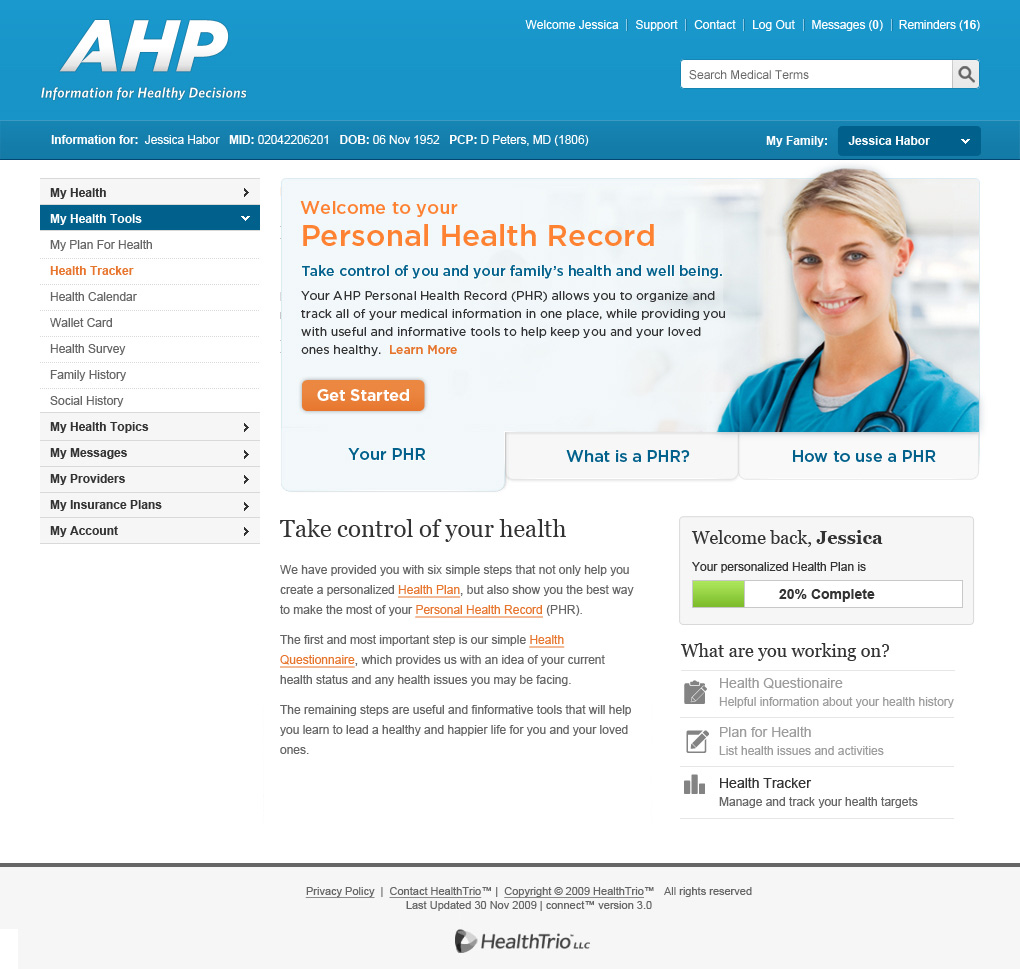 AHP
Information for Healthy Decisions
Welcome Jessica | Support | Contact | Log Out | Messages (0) | Reminders (16)
Search Medical Terms
Information for: Jessica Habor MID: 02042206201 DOB: 06 Nov 1952 PCP: D Peters, MD (1806)
My Family: Jessica Habor
My Health
My Health Tools
My Plan For Health
Health Tracker
Health Calendar
Wallet Card
Health Survey
Family History
Social History
My Health Topics
My Messages
My Providers
My Insurance Plans
My Account
Welcome to your
Personal Health Record
Take control of you and your family's health and well being.
Your AHP Personal Health Record (PHR) allows you to organize and
track all of your medical information in one place, while providing you
with useful and informative tools to help keep you and your loved
ones healthy. Learn More
Get Started
Your PHR
What is a PHR?
How to use a PHR
Take control of your health
We have provided you with six simple steps that not only help you
create a personalized Health Plan, but also show you the best way
to make the most of your Personal Health Record (PHR).
The first and most important step is our simple Health
Questionnaire, which provides us with an idea of your current
health status and any health issues you may be facing.
The remaining steps are useful and finformative tools that will help
you learn to lead a healthy and happier life for you and your loved
ones.
Welcome back, Jessica
Your personalized Health Plan is
20% Complete
What are you working on?
Health Questionaire
Helpful information about your health history
Plan for Health
List health issues and activities
Health Tracker
Manage and track your health targets
Privacy Policy | Contact HealthTrio™ | Copyright © 2009 HealthTrio™ All rights reserved
Last Updated 30 Nov 2009 | connect™ version 3.0
HealthTrio™ LLC